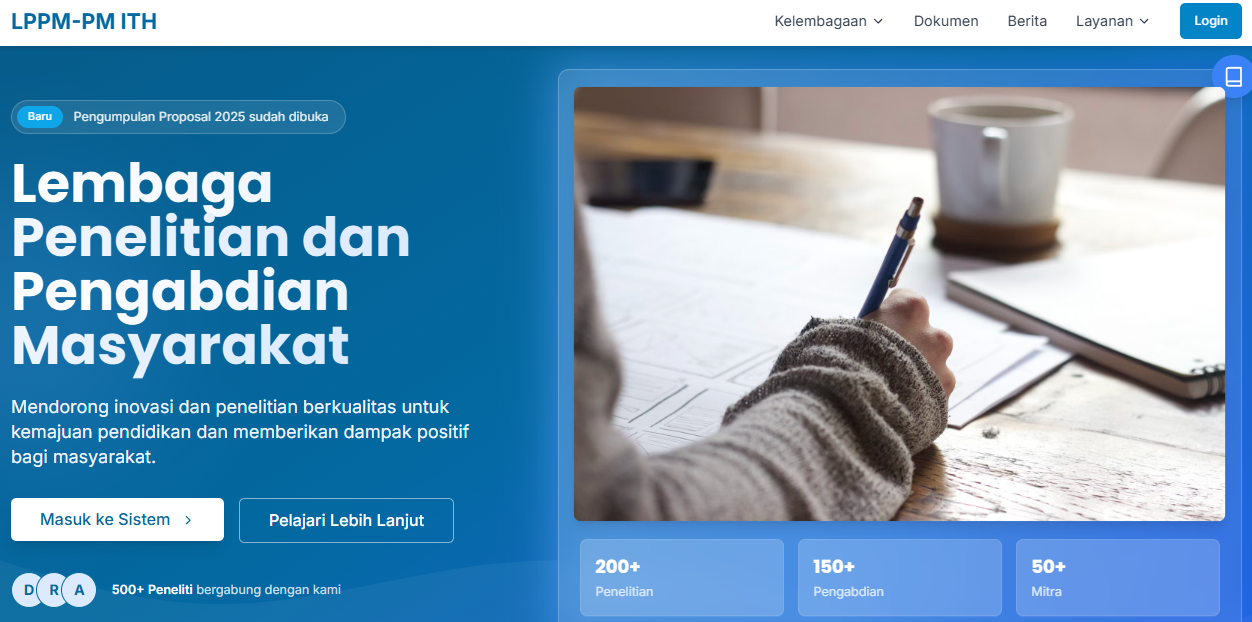 LPPM-PM ITH
Kelembagaan
Dokumen
Berita
Layanan
Login
Baru
Pengumpulan Proposal 2025 sudah dibuka
Lembaga
Penelitian dan
Pengabdian
Masyarakat
Mendorong inovasi dan penelitian berkualitas untuk
kemajuan pendidikan dan memberikan dampak positif
bagi masyarakat.
Masuk ke Sistem
Pelajari Lebih Lanjut
D R A
500+ Peneliti bergabung dengan kami
200+
Penelitian
150+
Pengabdian
50+
Mitra